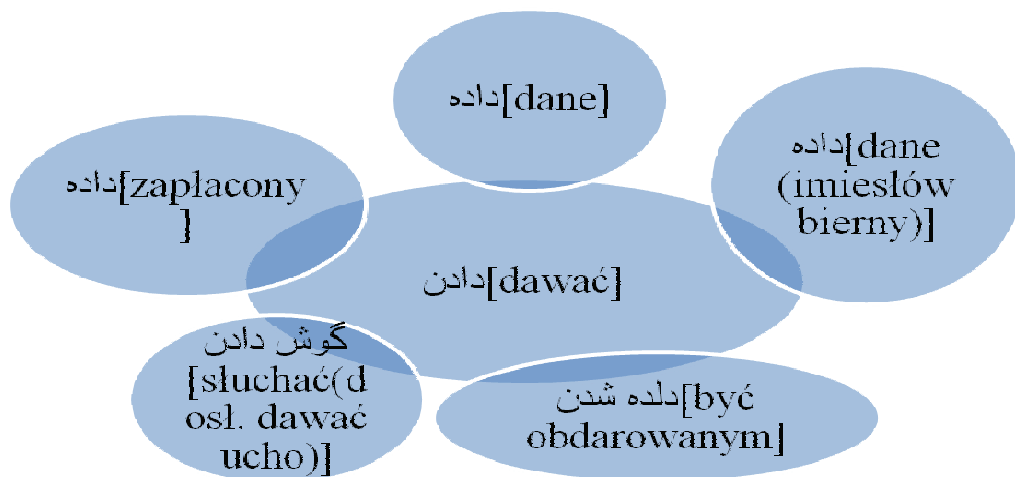 داده[dane]
داده[dane
(imiesłów
bierny)]
داده[zapłacony
]
دادن[dawać]
گوش دادن
[słuchać(d
osł. dawać
ucho)]
دلده شدن[być
obdarowanym]